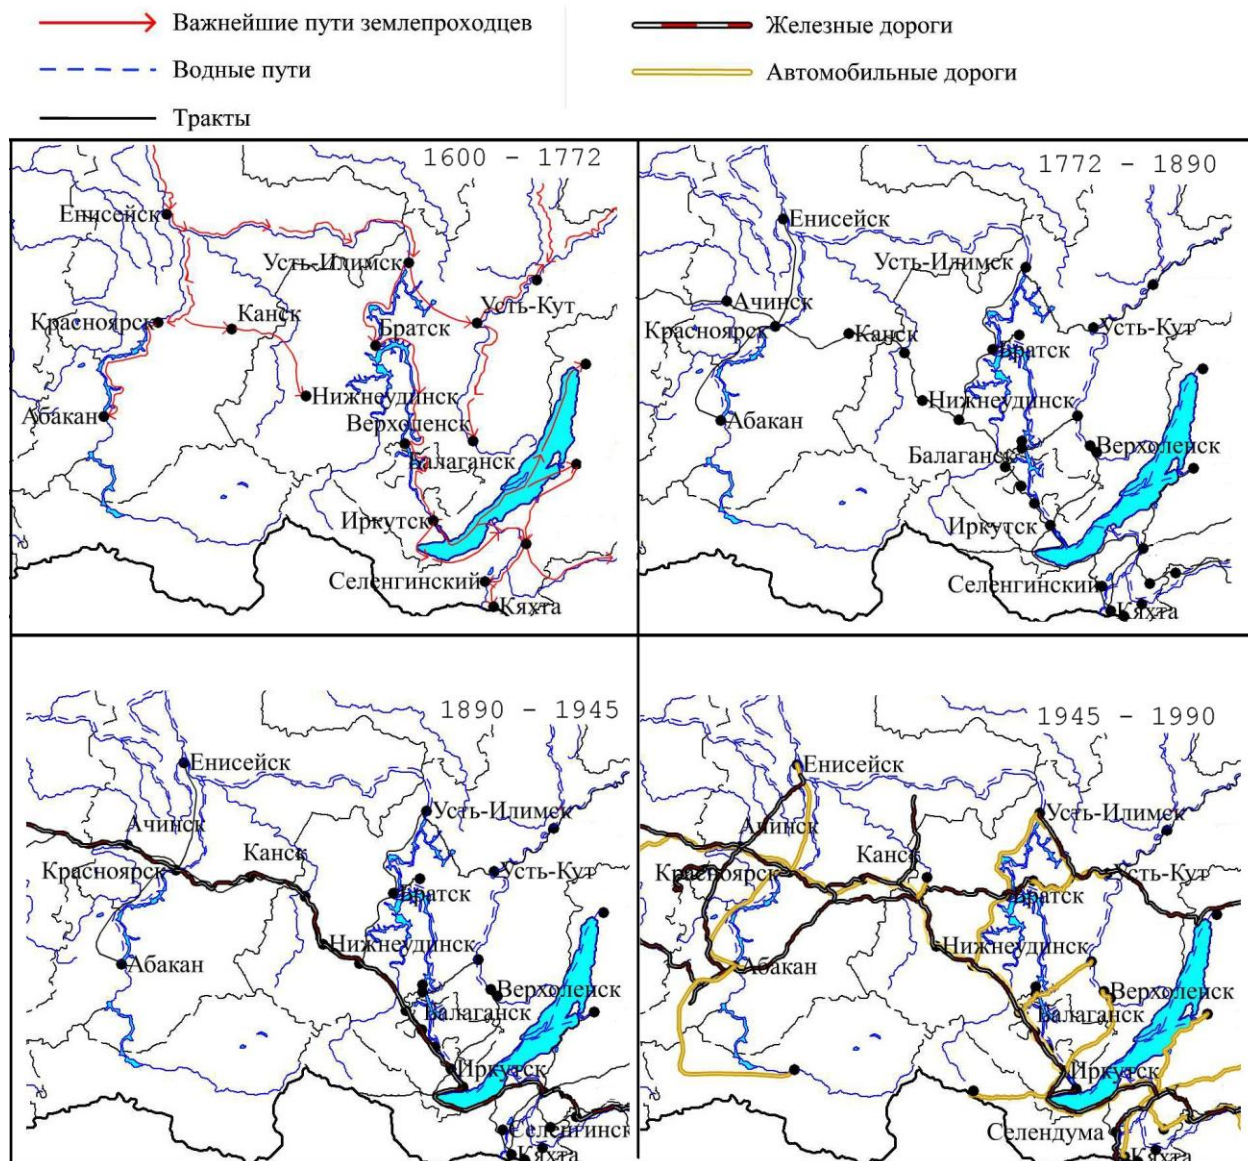 Важнейшие пути землепроходцев
Водные пути
Тракты
Железные дороги
Автомобильные дороги
1600 - 1772
Енисейск
Усть-Илимск
Красноярск
Канск
Усть-Кут
Братск
Абакан
Нижнеудинск
Верхоленск
Балаганск
Иркутск
Селенгинский
Кяхта
1772 - 1890
Енисейск
Усть-Илимск
Ачинск
Красноярск
Канск
Усть-Кут
Братск
Нижнеудинск
Абакан
Верхоленск
Балаганск
Иркутск
Селенгинский
Кяхта
1890 - 1945
Енисейск
Усть-Илимск
Ачинск
Красноярск
Канск
Усть-Кут
Братск
Нижнеудинск
Абакан
Верхоленск
Балаганск
Иркутск
Селенгинск
Кяхта
1945 - 1990
Енисейск
Усть-Илимск
Ачинск
Красноярск
Канск
Усть-Кут
Братск
Нижнеудинск
Абакан
Верхоленск
Балаганск
Иркутск
Селендума
Кяхта